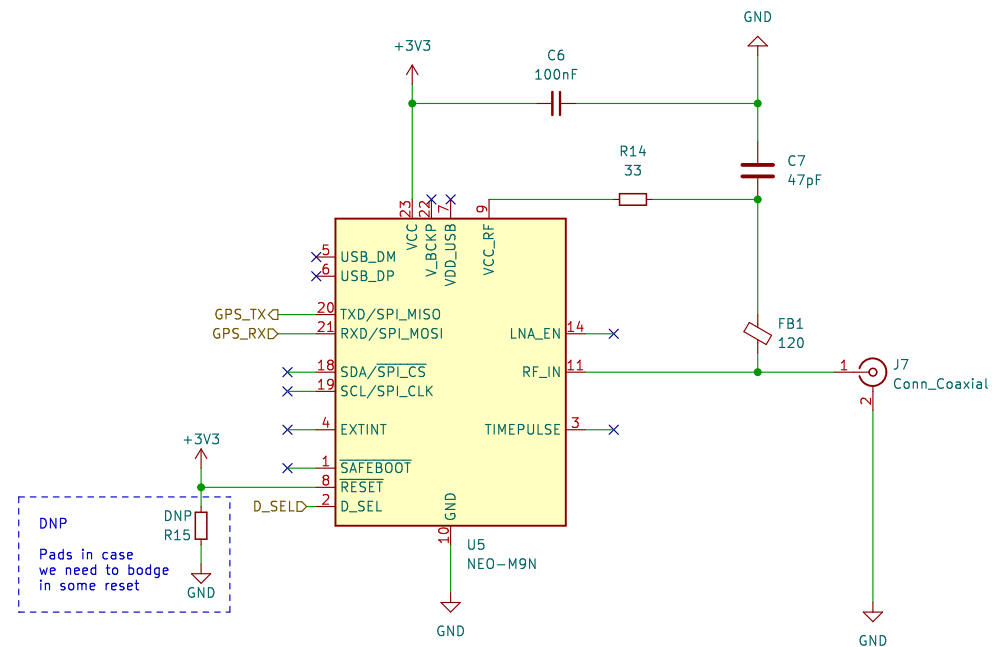 GND
+3V3
C6
100nF
R14
33
C7
47pF
23
22
7
9
VCC
V_BCKP
VDD_USB
VCC_RF
5
USB_DM
6
USB_DP
GPS_TX
20
TXD/SPI_MISO
GPS_RX
21
RXD/SPI_MOSI
LNA_EN
14
FB1
120
18
SDA/SPI_CS
RF_IN
11
1
J7
Conn_Coaxial
2
19
SCL/SPI_CLK
4
EXTINT
TIMEPULSE
3
+3V3
1
SAFEBOOT
8
RESET
D_SEL
2
D_SEL
GND
10
U5
NEO-M9N
DNP
R15
DNP
Pads in case
we need to bodge
in some reset
GND
GND
GND